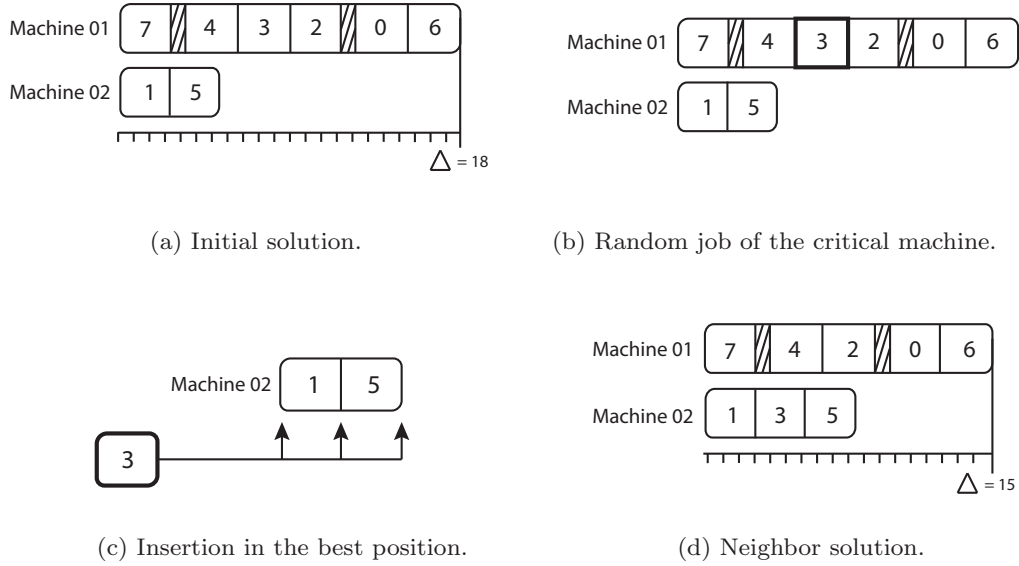 Machine 01 7 4 3 2 0 6
Machine 02 1 5
Δ = 18
(a) Initial solution.
Machine 01 7 4 3 2 0 6
Machine 02 1 5
(b) Random job of the critical machine.
Machine 02 1 5
3
(c) Insertion in the best position.
Machine 01 7 4 2 0 6
Machine 02 1 3 5
Δ = 15
(d) Neighbor solution.